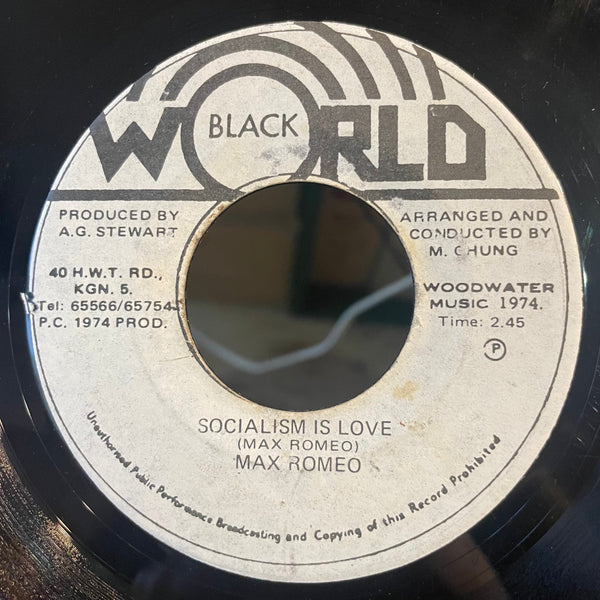 BLACK
WORLD
PRODUCED BY
A.G. STEWART
40 H.W.T. RD.,
KGN. 5.
Tel: 65566/65754
P.C. 1974 PROD.
ARRANGED AND
CONDUCTED BY
M. CHUNG
WOODWATER
MUSIC 1974.
Time: 2.45
P
SOCIALISM IS LOVE
(MAX ROMEO)
MAX ROMEO
Unauthorised Public Performance Broadcasting and Copying of this Record Prohibited